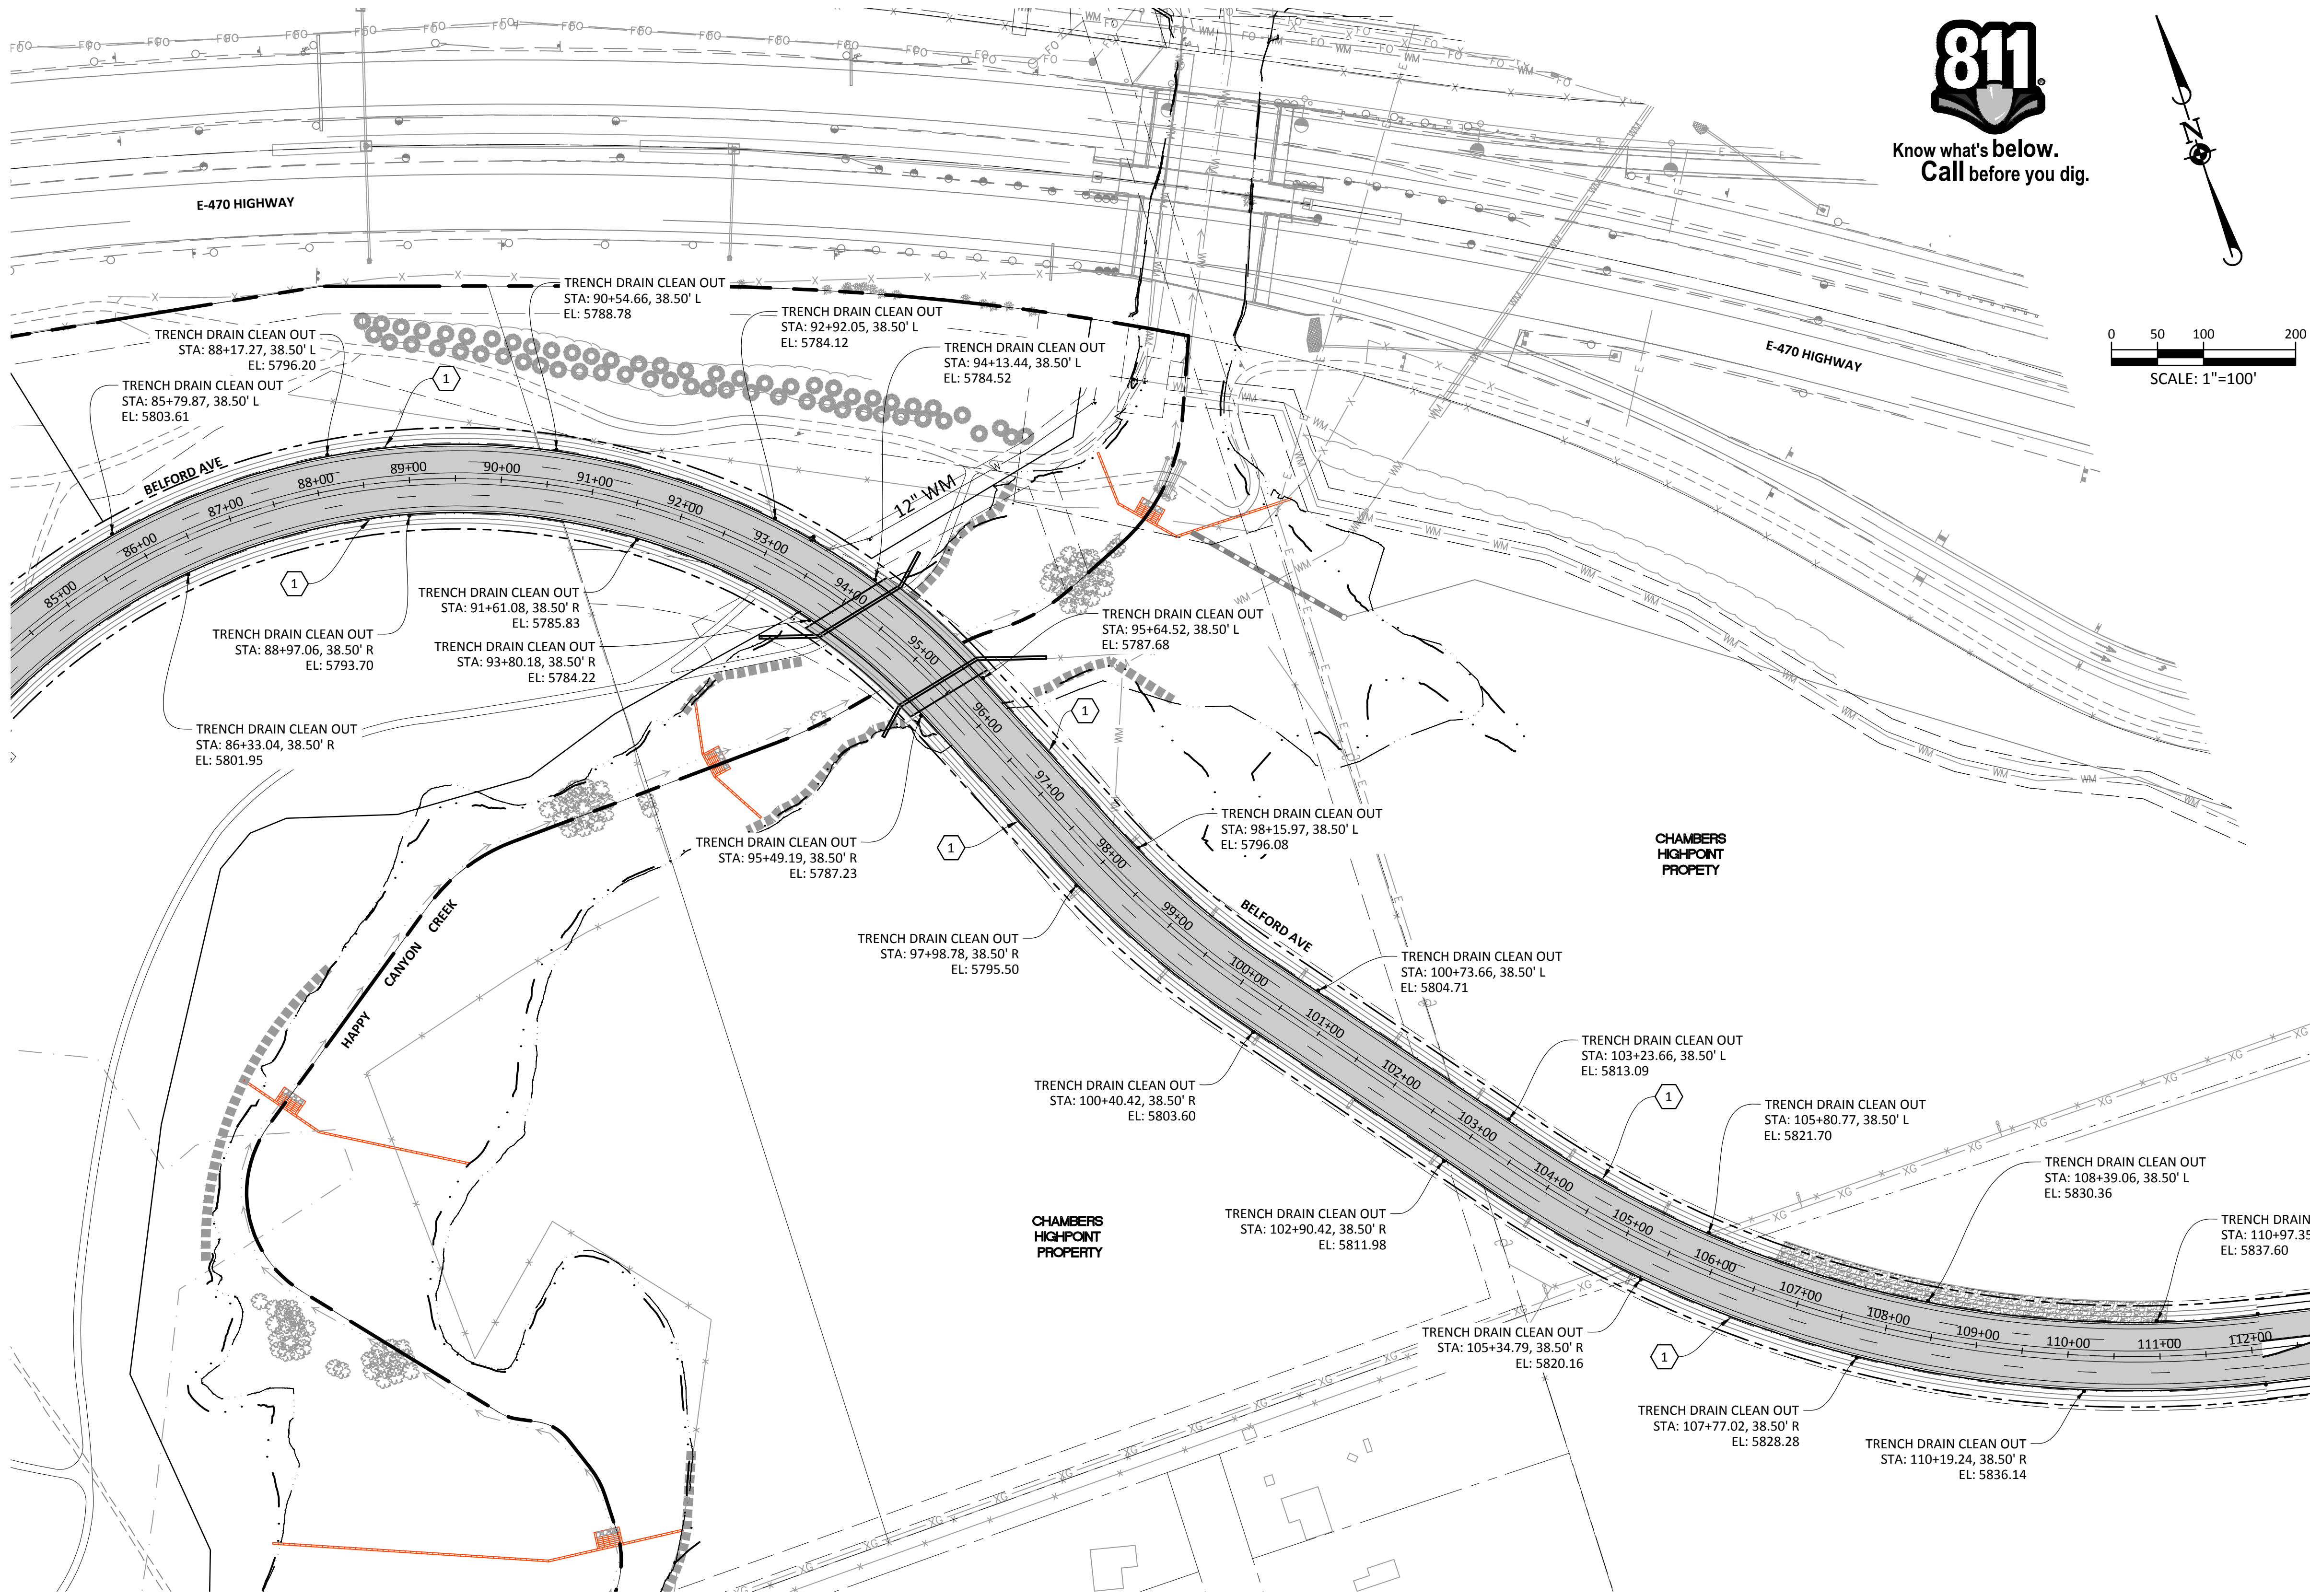 811
Know what's below.
Call before you dig.
N
0 50 100 200
SCALE: 1"=100'
E-470 HIGHWAY
E-470 HIGHWAY
TRENCH DRAIN CLEAN OUT
STA: 90+54.66, 38.50' L
EL: 5788.78
TRENCH DRAIN CLEAN OUT
STA: 92+92.05, 38.50' L
EL: 5784.12
TRENCH DRAIN CLEAN OUT
STA: 88+17.27, 38.50' L
EL: 5796.20
TRENCH DRAIN CLEAN OUT
STA: 94+13.44, 38.50' L
EL: 5784.52
TRENCH DRAIN CLEAN OUT
STA: 85+79.87, 38.50' L
EL: 5803.61
1
BELFORD AVE
12" WM
85+00
86+00
87+00
88+00
89+00
90+00
91+00
92+00
93+00
94+00
95+00
96+00
97+00
98+00
99+00
100+00
101+00
102+00
103+00
104+00
105+00
106+00
107+00
108+00
109+00
110+00
111+00
112+00
1
TRENCH DRAIN CLEAN OUT
STA: 91+61.08, 38.50' R
EL: 5785.83
TRENCH DRAIN CLEAN OUT
STA: 88+97.06, 38.50' R
EL: 5793.70
TRENCH DRAIN CLEAN OUT
STA: 93+80.18, 38.50' R
EL: 5784.22
TRENCH DRAIN CLEAN OUT
STA: 95+64.52, 38.50' L
EL: 5787.68
1
TRENCH DRAIN CLEAN OUT
STA: 86+33.04, 38.50' R
EL: 5801.95
TRENCH DRAIN CLEAN OUT
STA: 98+15.97, 38.50' L
EL: 5796.08
TRENCH DRAIN CLEAN OUT
STA: 95+49.19, 38.50' R
EL: 5787.23
1
CHAMBERS
HIGHPOINT
PROPETY
HAPPY CANYON CREEK
BELFORD AVE
TRENCH DRAIN CLEAN OUT
STA: 97+98.78, 38.50' R
EL: 5795.50
TRENCH DRAIN CLEAN OUT
STA: 100+73.66, 38.50' L
EL: 5804.71
TRENCH DRAIN CLEAN OUT
STA: 103+23.66, 38.50' L
EL: 5813.09
1
TRENCH DRAIN CLEAN OUT
STA: 100+40.42, 38.50' R
EL: 5803.60
TRENCH DRAIN CLEAN OUT
STA: 105+80.77, 38.50' L
EL: 5821.70
TRENCH DRAIN CLEAN OUT
STA: 108+39.06, 38.50' L
EL: 5830.36
TRENCH DRAIN
STA: 110+97.35
EL: 5837.60
TRENCH DRAIN CLEAN OUT
STA: 102+90.42, 38.50' R
EL: 5811.98
CHAMBERS
HIGHPOINT
PROPERTY
TRENCH DRAIN CLEAN OUT
STA: 105+34.79, 38.50' R
EL: 5820.16
1
TRENCH DRAIN CLEAN OUT
STA: 107+77.02, 38.50' R
EL: 5828.28
TRENCH DRAIN CLEAN OUT
STA: 110+19.24, 38.50' R
EL: 5836.14